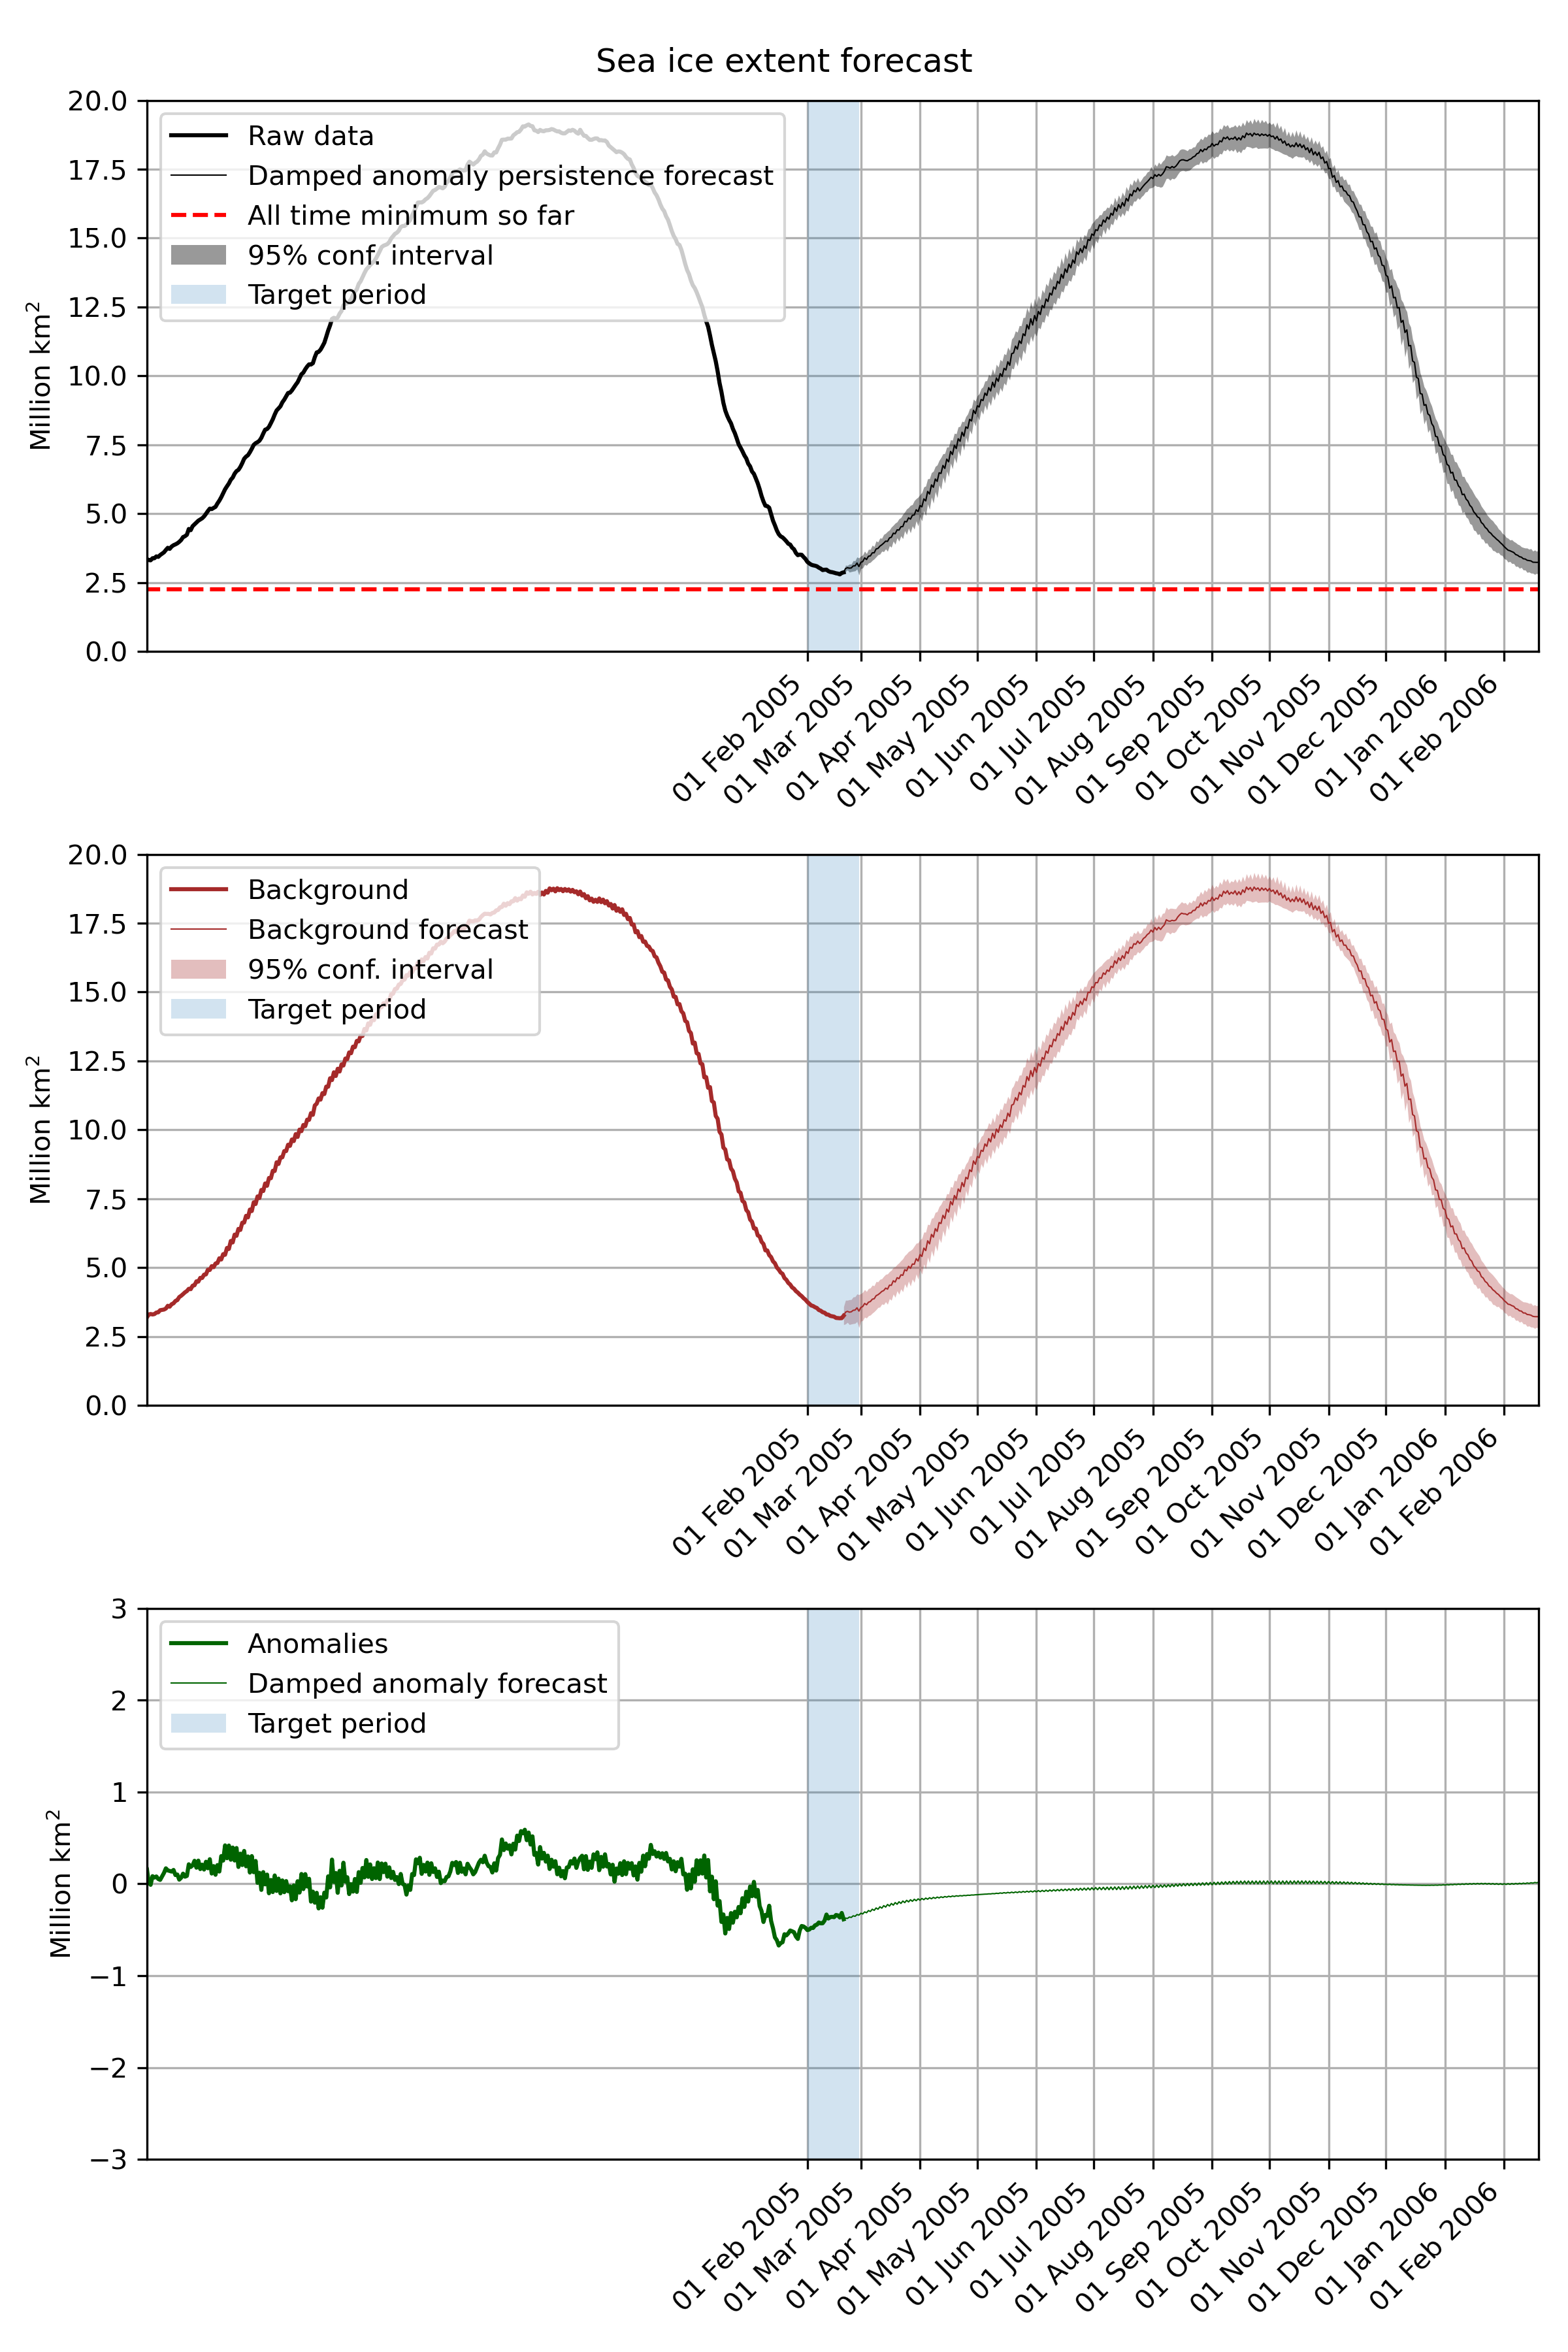 Sea ice extent forecast
20.0
17.5
15.0
12.5
10.0
7.5
5.0
2.5
0.0
Million km²
Raw data
Damped anomaly persistence forecast
All time minimum so far
95% conf. interval
Target period
01 Feb 2005
01 Mar 2005
01 Apr 2005
01 May 2005
01 Jun 2005
01 Jul 2005
01 Aug 2005
01 Sep 2005
01 Oct 2005
01 Nov 2005
01 Dec 2005
01 Jan 2006
01 Feb 2006
20.0
17.5
15.0
12.5
10.0
7.5
5.0
2.5
0.0
Million km²
Background
Background forecast
95% conf. interval
Target period
01 Feb 2005
01 Mar 2005
01 Apr 2005
01 May 2005
01 Jun 2005
01 Jul 2005
01 Aug 2005
01 Sep 2005
01 Oct 2005
01 Nov 2005
01 Dec 2005
01 Jan 2006
01 Feb 2006
3
2
1
0
−1
−2
−3
Million km²
Anomalies
Damped anomaly forecast
Target period
01 Feb 2005
01 Mar 2005
01 Apr 2005
01 May 2005
01 Jun 2005
01 Jul 2005
01 Aug 2005
01 Sep 2005
01 Oct 2005
01 Nov 2005
01 Dec 2005
01 Jan 2006
01 Feb 2006